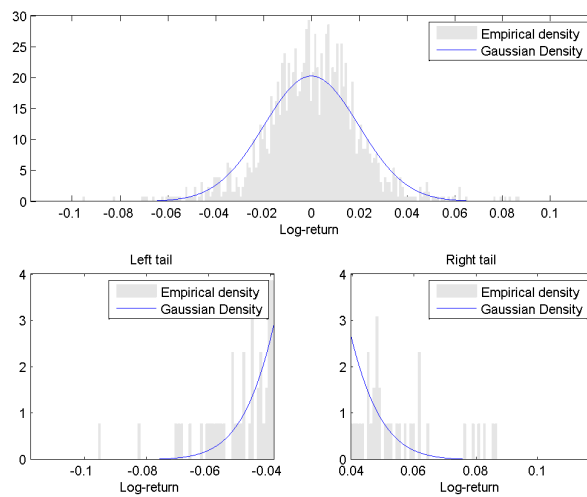 30
25
20
15
10
5
0
Empirical density
Gaussian Density
-0.1 -0.08 -0.06 -0.04 -0.02 0 0.02 0.04 0.06 0.08 0.1
Log-return
Left tail
4
3
2
1
0
Empirical density
Gaussian Density
-0.1 -0.08 -0.06 -0.04
Log-return
Right tail
4
3
2
1
0
Empirical density
Gaussian Density
0.04 0.06 0.08 0.1
Log-return